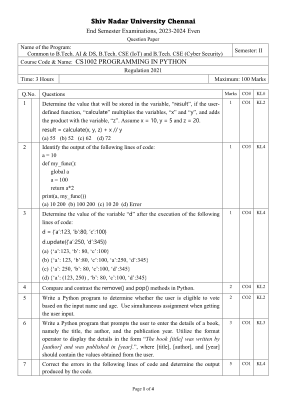 Shiv Nadar University Chennai
End Semester Examinations, 2023-2024 Even
Question Paper
Name of the Program: Semester: II
Common to B.Tech. AI & DS, B.Tech. CSE (IoT) and B.Tech. CSE (Cyber Security)
Course Code & Name: CS1002 PROGRAMMING IN PYTHON
Regulation 2021
Time: 3 Hours Maximum: 100 Marks
Q.No. Questions Marks CO# KL#
1 Determine the value that will be stored in the variable, "result", if the user- 1 CO1 KL2
defined function, "calculate" multiplies the variables, "x" and "y", and adds
the product with the variable, "z". Assume x = 10, y = 5 and z = 20.
result = calculate(x, y, z) + x // y
(a) 55 (b) 52 (c) 62 (d) 72
2 Identify the output of the following lines of code: 1 CO3 KL4
a = 10
def my_func():
global a
a = 100
return a*2
print(a, my_func())
(a) 10 200 (b) 100 200 (c) 10 20 (d) Error
3 Determine the value of the variable "d" after the execution of the following 1 CO4 KL4
lines of code:
d = {'a':123, 'b':80, 'c':100}
d.update({'a':250, 'd':345})
(a) {'a':123, 'b': 80, 'c':100}
(b) {'a': 123, 'b':80, 'c':100, 'a':250, 'd':345}
(c) {'a': 250, 'b': 80, 'c':100, 'd':345}
(d) {'a': (123, 250), 'b': 80, 'c':100, 'd':345}
4 Compare and contrast the remove() and pop() methods in Python. 2 CO4 KL2
5 Write a Python program to determine whether the user is eligible to vote 2 CO2 KL2
based on the input name and age. Use simultaneous assignment when getting
the user input.
6 Write a Python program that prompts the user to enter the details of a book, 3 CO1 KL3
namely the title, author, and the publication year. Utilize the format
operator to display the details in the form "The book [title] was written by
[author] and was published in [year].", where [title], [author], and [year]
should contain the values obtained from the user.
7 Correct the errors in the following lines of code and determine the output 3 CO1 KL4
produced by the code.
Page 1 of 4